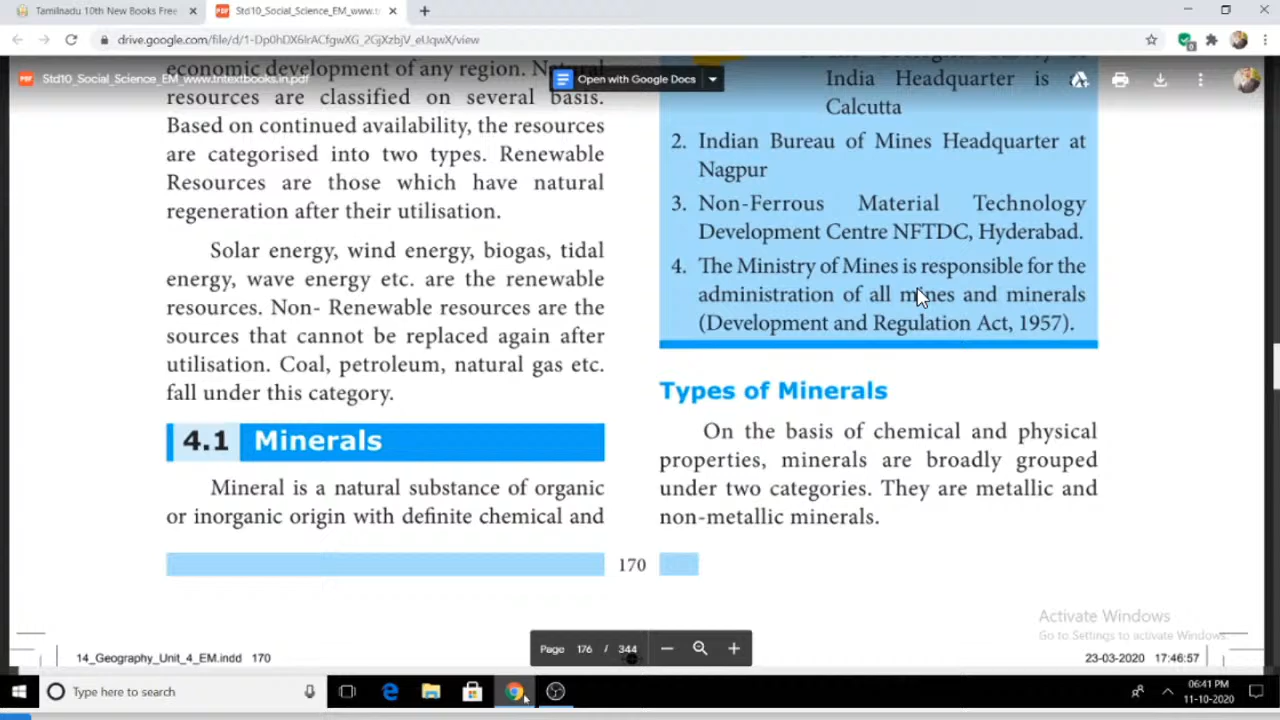 Tamilnadu 10th New Books Free
Std10_Social_Science_EM_www.t
drive.google.com/file/d/1-Dp0hDX6IrACfgwXG_2GjXzbjV_eUqwX/view
Std10_Social_Science_EM_www.tntextbooks.in.pdf
Open with Google Docs
economic development of any region. Natural
resources are classified on several basis.
Based on continued availability, the resources
are categorised into two types. Renewable
Resources are those which have natural
regeneration after their utilisation.
Solar energy, wind energy, biogas, tidal
energy, wave energy etc. are the renewable
resources. Non- Renewable resources are the
sources that cannot be replaced again after
utilisation. Coal, petroleum, natural gas etc.
fall under this category.
4.1 Minerals
Mineral is a natural substance of organic
or inorganic origin with definite chemical and
India Headquarter is
Calcutta
2. Indian Bureau of Mines Headquarter at
Nagpur
3. Non-Ferrous Material Technology
Development Centre NFTDC, Hyderabad.
4. The Ministry of Mines is responsible for the
administration of all mines and minerals
(Development and Regulation Act, 1957).
Types of Minerals
On the basis of chemical and physical
properties, minerals are broadly grouped
under two categories. They are metallic and
non-metallic minerals.
170
Activate Windows
Go to Settings to activate Windows.
Page 176 / 344
14_Geography_Unit_4_EM.indd 170
23-03-2020 17:46:57
Type here to search
06:41 PM
11-10-2020